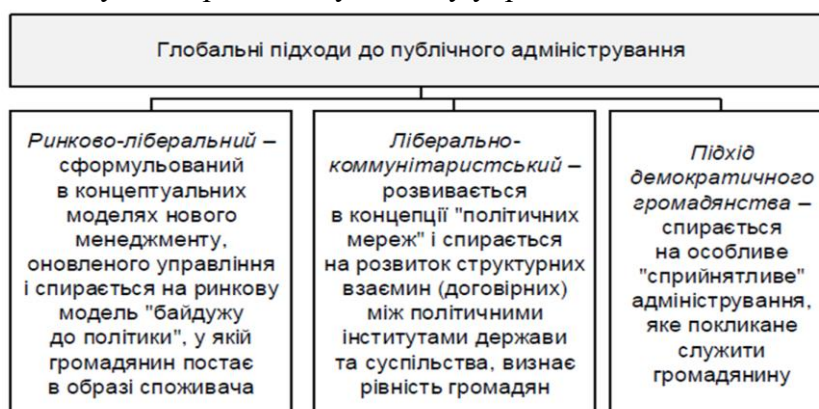 Глобальні підходи до публічного адміністрування
Ринково-ліберальний –
сформульований
в концептуальних
моделях нового
менеджменту,
оновленого управління
і спирається на ринкову
модель "байдужу
до політики", у якій
громадянин постає
в образі споживача
Ліберально-
коммунітаристський –
розвивається
в концепції "політичних
мереж" і спирається
на розвиток структурних
взаємин (договірних)
між політичними
інститутами держави
та суспільства, визнає
рівність громадян
Підхід
демократичного
громадянства –
спирається
на особливе
"сприйнятливе"
адміністрування,
яке покликане
служити
громадянину